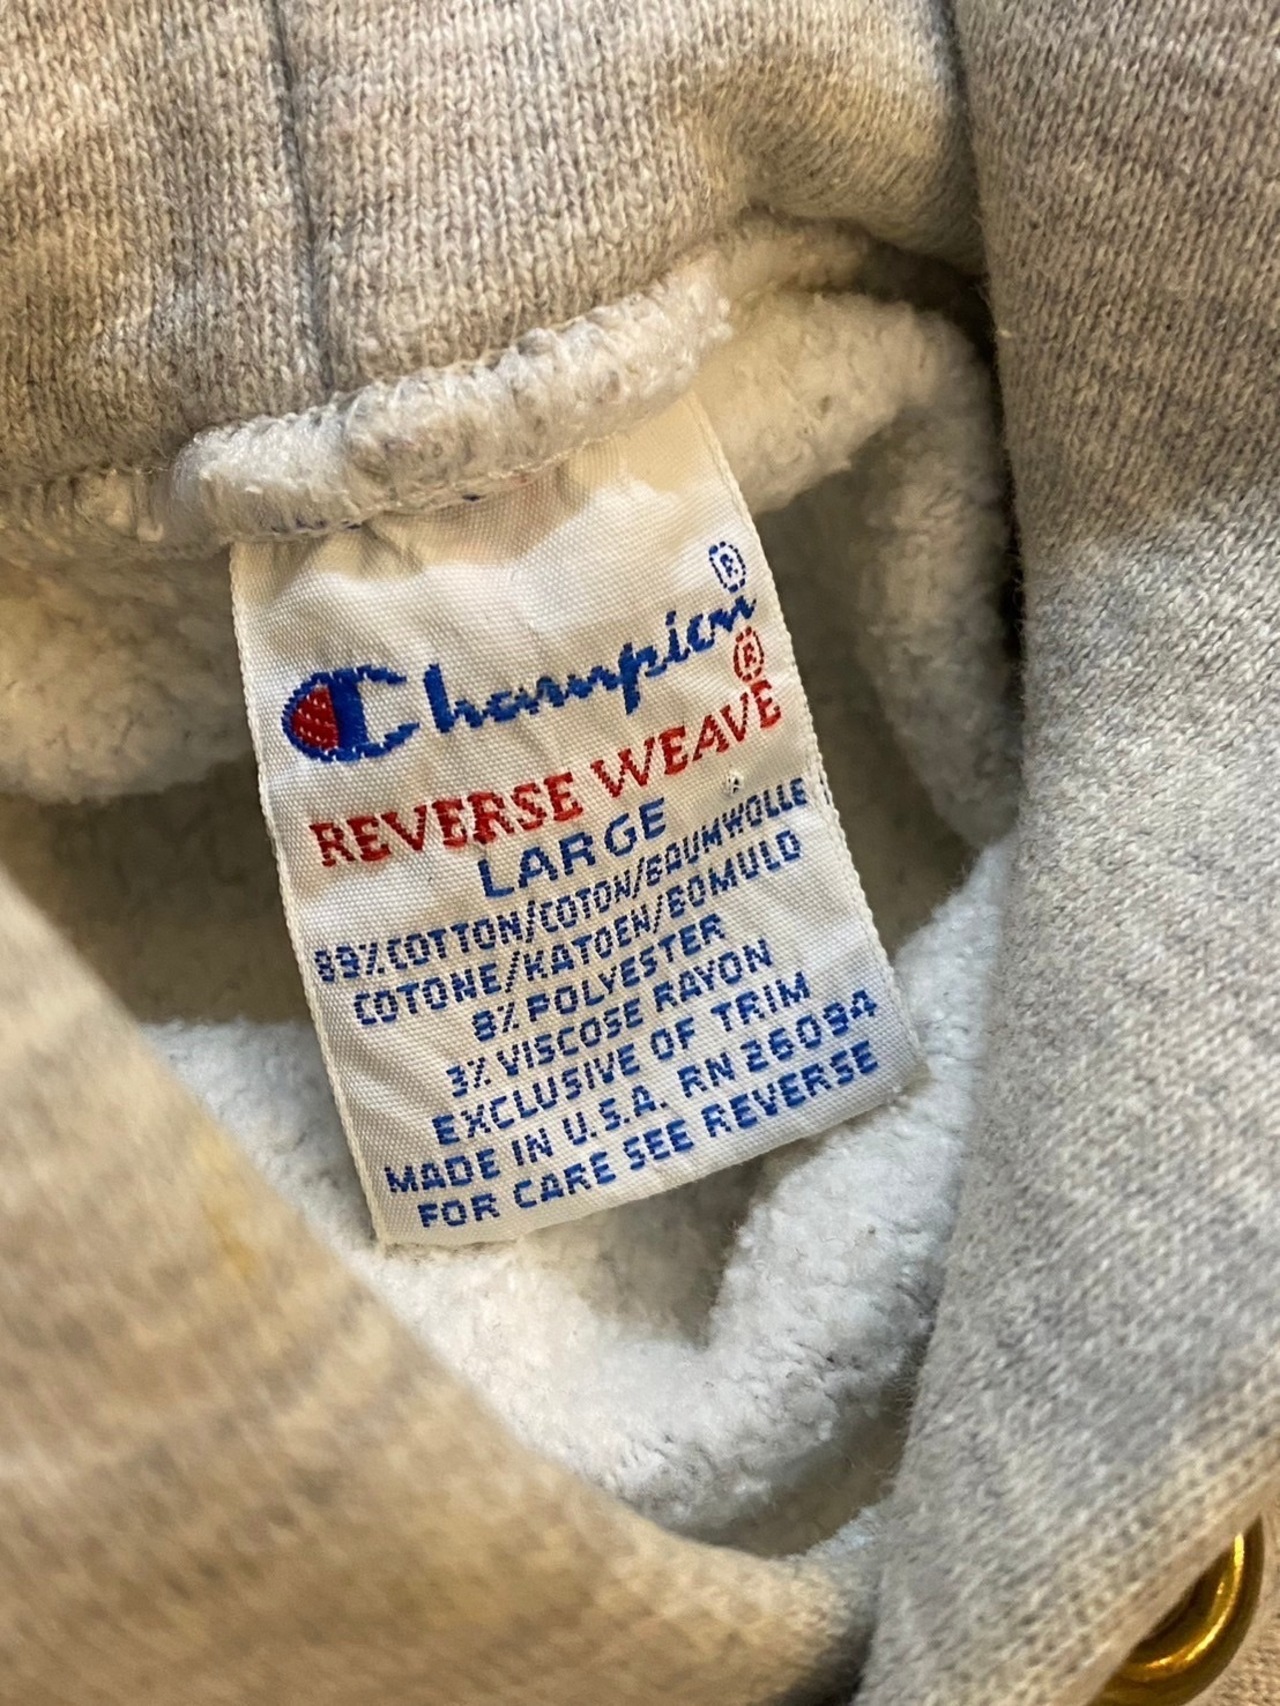 Champion®
REVERSE WEAVE®
LARGE
89% COTTON/COTON/BAUMWOLLE
COTONE/KATOEN/BOMULD
8% POLYESTER
3% VISCOSE RAYON
EXCLUSIVE OF TRIM
MADE IN U.S.A. RN 26094
FOR CARE SEE REVERSE